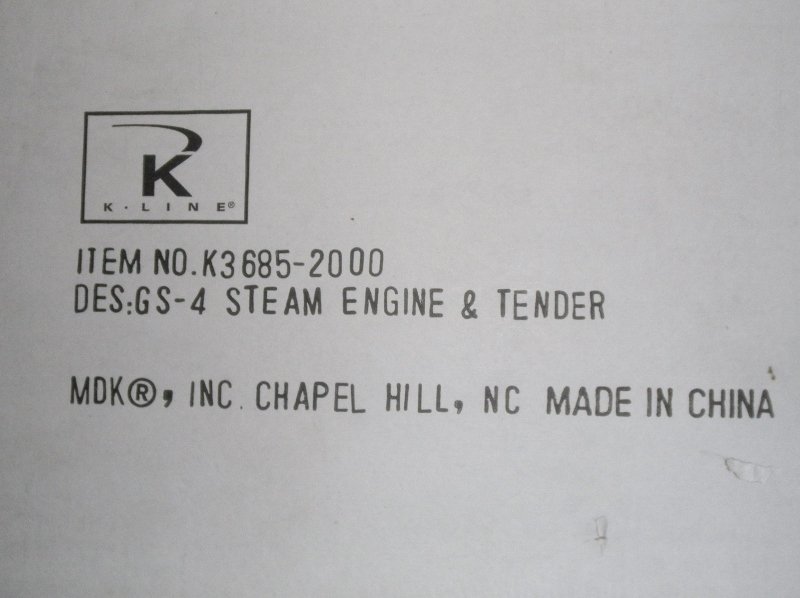 K
K·LINE®
ITEM NO.K3685-2000
DES:GS-4 STEAM ENGINE & TENDER
MDK®, INC. CHAPEL HILL, NC MADE IN CHINA